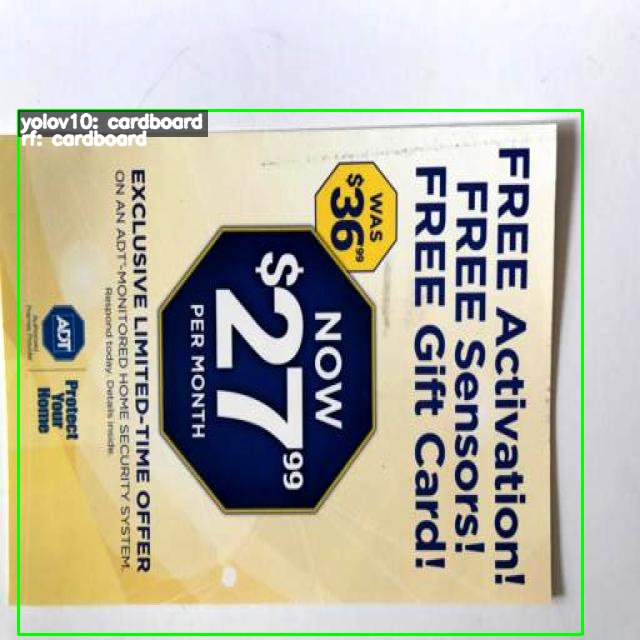 yolov10: cardboard
rf: cardboard
FREE Activation!
FREE Sensors!
FREE Gift Card!
WAS
$36.99
NOW
$27.99
PER MONTH
EXCLUSIVE LIMITED-TIME OFFER
ON AN ADT®-MONITORED HOME SECURITY SYSTEM.
Respond today. Details inside.
ADT
Protect
Your
Home